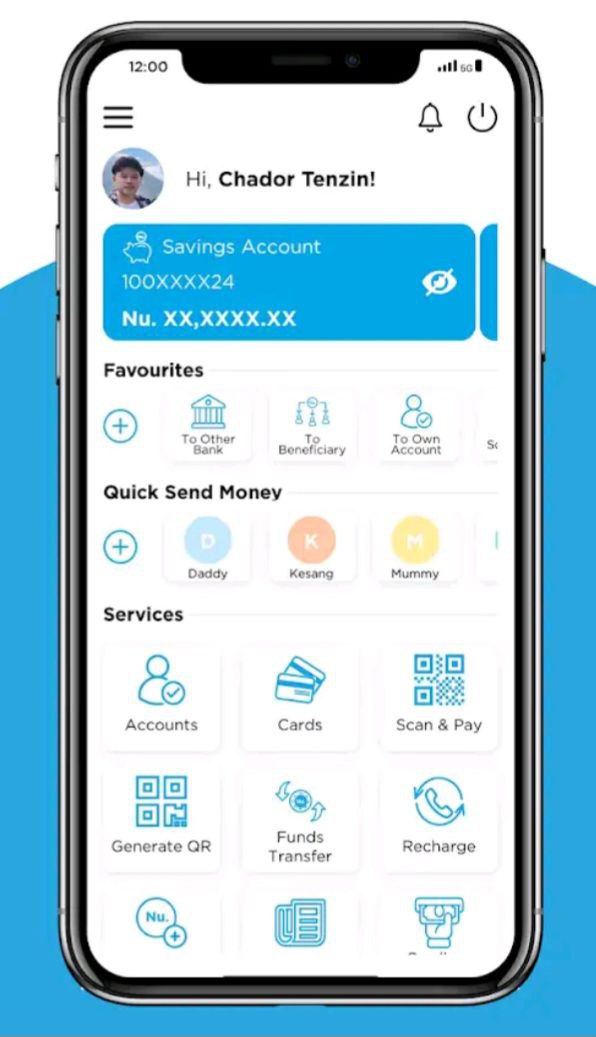 12:00
5G
Hi, Chador Tenzin!
Savings Account
100XXXX24
Nu. XX,XXXX.XX
Favourites
To Other
Bank
To
Beneficiary
To Own
Account
Quick Send Money
D
K
M
Daddy
Kesang
Mummy
Services
Accounts
Cards
Scan & Pay
Generate QR
Funds
Transfer
Recharge
Nu.